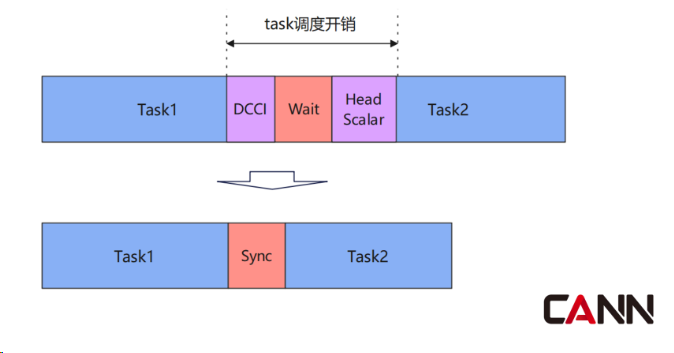 task调度开销
Task1
DCCI
Wait
Head
Scalar
Task2
Task1
Sync
Task2
CANN